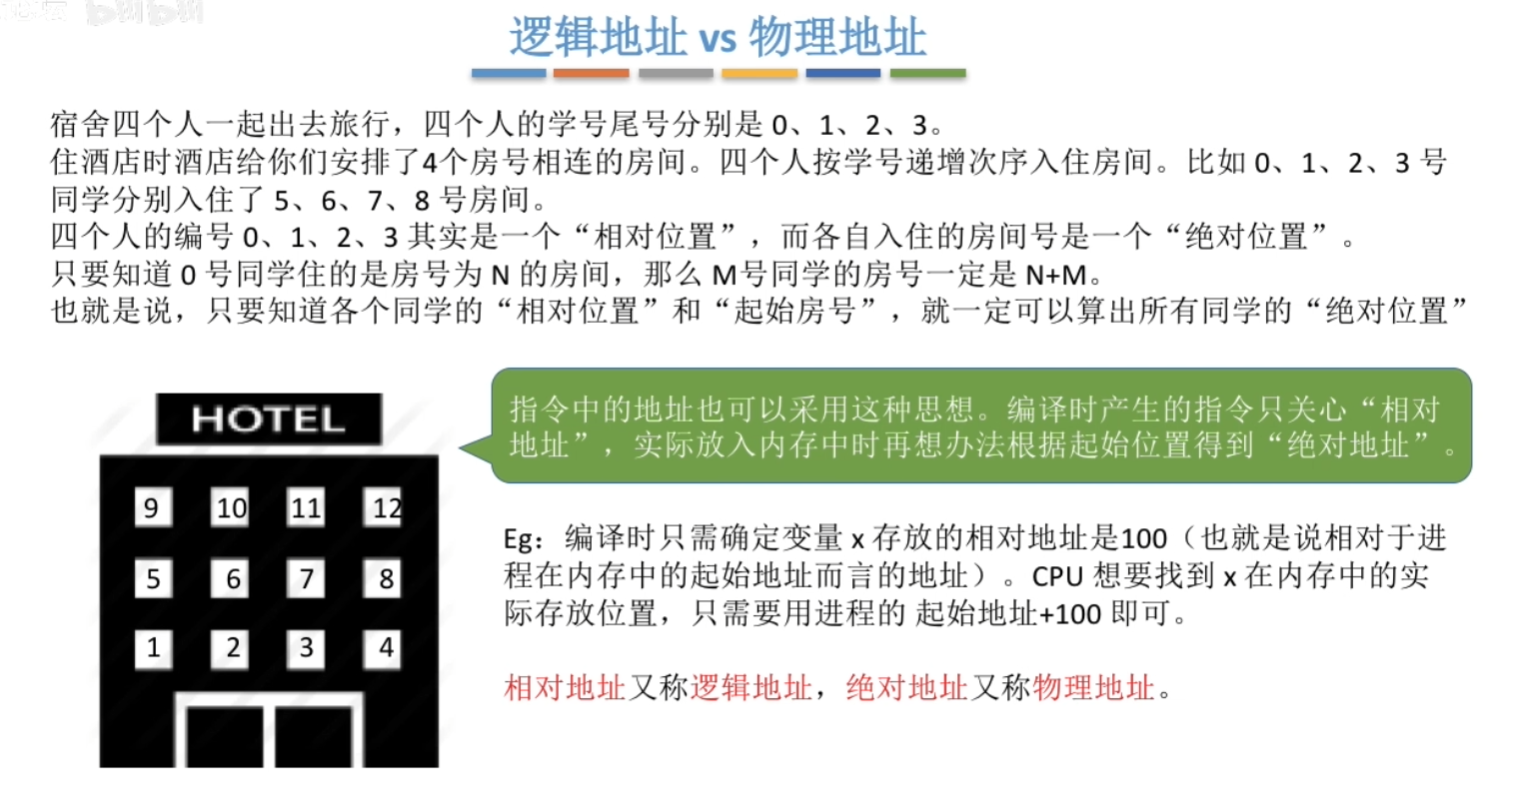 逻辑地址 vs 物理地址
宿舍四个人一起出去旅行，四个人的学号尾号分别是 0、1、2、3。
住酒店时酒店给你们安排了4个房号相连的房间。四个人按学号递增次序入住房间。比如 0、1、2、3 号
同学分别入住了 5、6、7、8 号房间。
四个人的编号 0、1、2、3 其实是一个“相对位置”，而各自入住的房间号是一个“绝对位置”。
只要知道 0 号同学住的是房号为 N 的房间，那么 M号同学的房号一定是 N+M。
也就是说，只要知道各个同学的“相对位置”和“起始房号”，就一定可以算出所有同学的“绝对位置”
指令中的地址也可以采用这种思想。编译时产生的指令只关心“相对
地址”，实际放入内存中时再想办法根据起始位置得到“绝对地址”。
HOTEL
9 10 11 12
5 6 7 8
1 2 3 4
Eg：编译时只需确定变量 x 存放的相对地址是100（也就是说相对于进
程在内存中的起始地址而言的地址）。CPU 想要找到 x 在内存中的实
际存放位置，只需要用进程的 起始地址+100 即可。
相对地址又称逻辑地址，绝对地址又称物理地址。